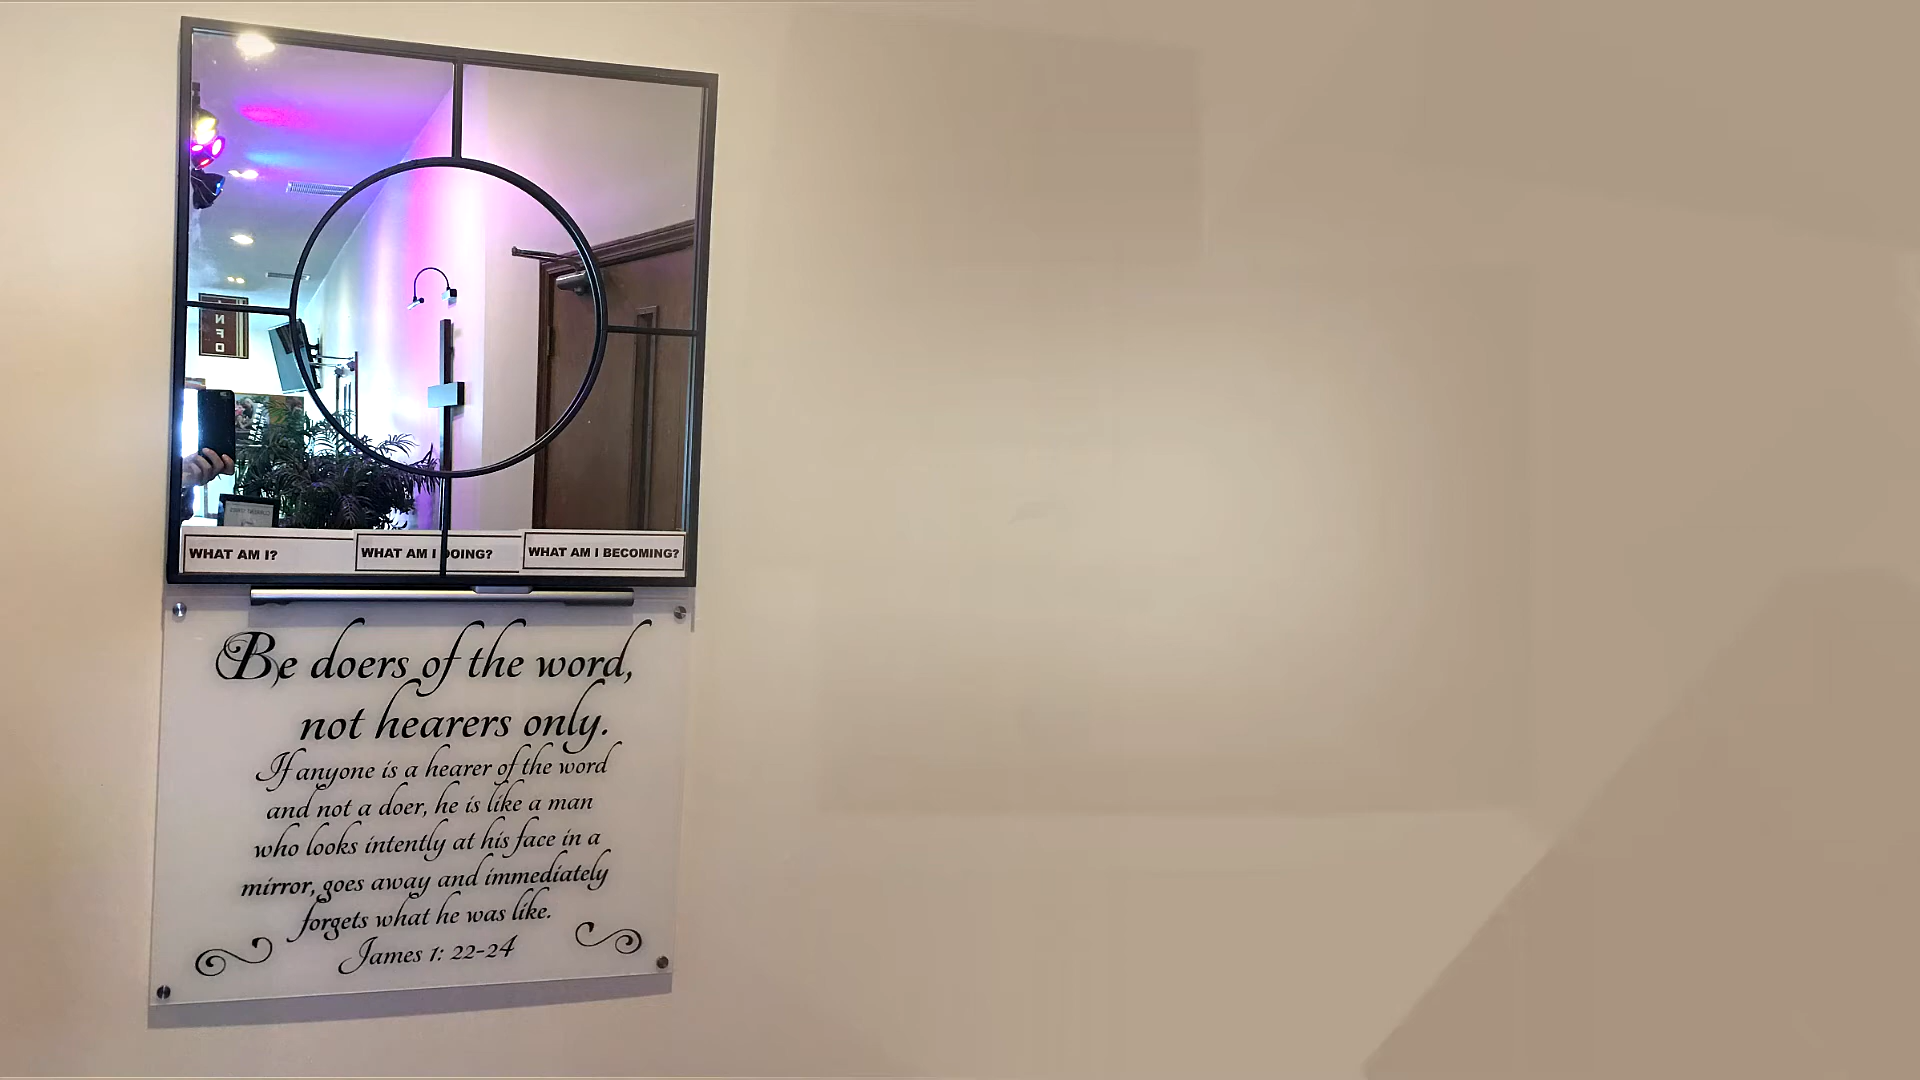 WHAT AM I?
WHAT AM I DOING?
WHAT AM I BECOMING?
Be doers of the word,
not hearers only.
If anyone is a hearer of the word
and not a doer, he is like a man
who looks intently at his face in a
mirror, goes away and immediately
forgets what he was like.
James 1: 22-24